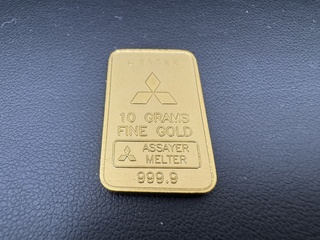 10 GRAMS
FINE GOLD
ASSAYER
MELTER
999.9